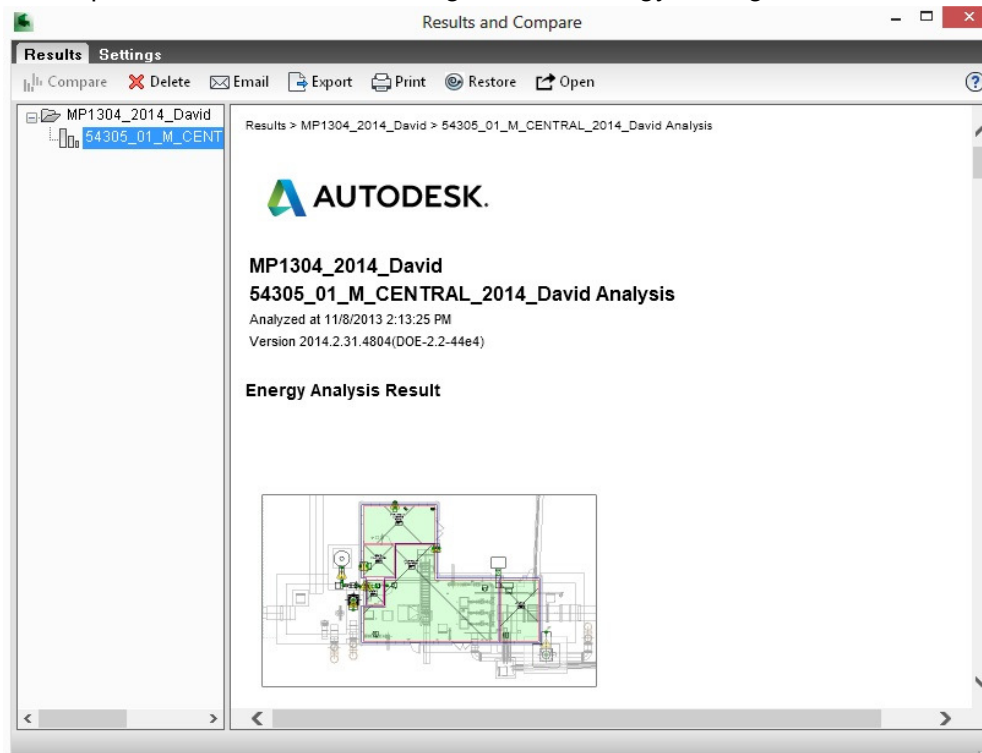 Results and Compare
Results Settings
Compare Delete Email Export Print Restore Open
MP1304_2014_David
54305_01_M_CENT
Results > MP1304_2014_David > 54305_01_M_CENTRAL_2014_David Analysis
AUTODESK.
MP1304_2014_David
54305_01_M_CENTRAL_2014_David Analysis
Analyzed at 11/8/2013 2:13:25 PM
Version 2014.2.31.4804(DOE-2.2-44e4)
Energy Analysis Result